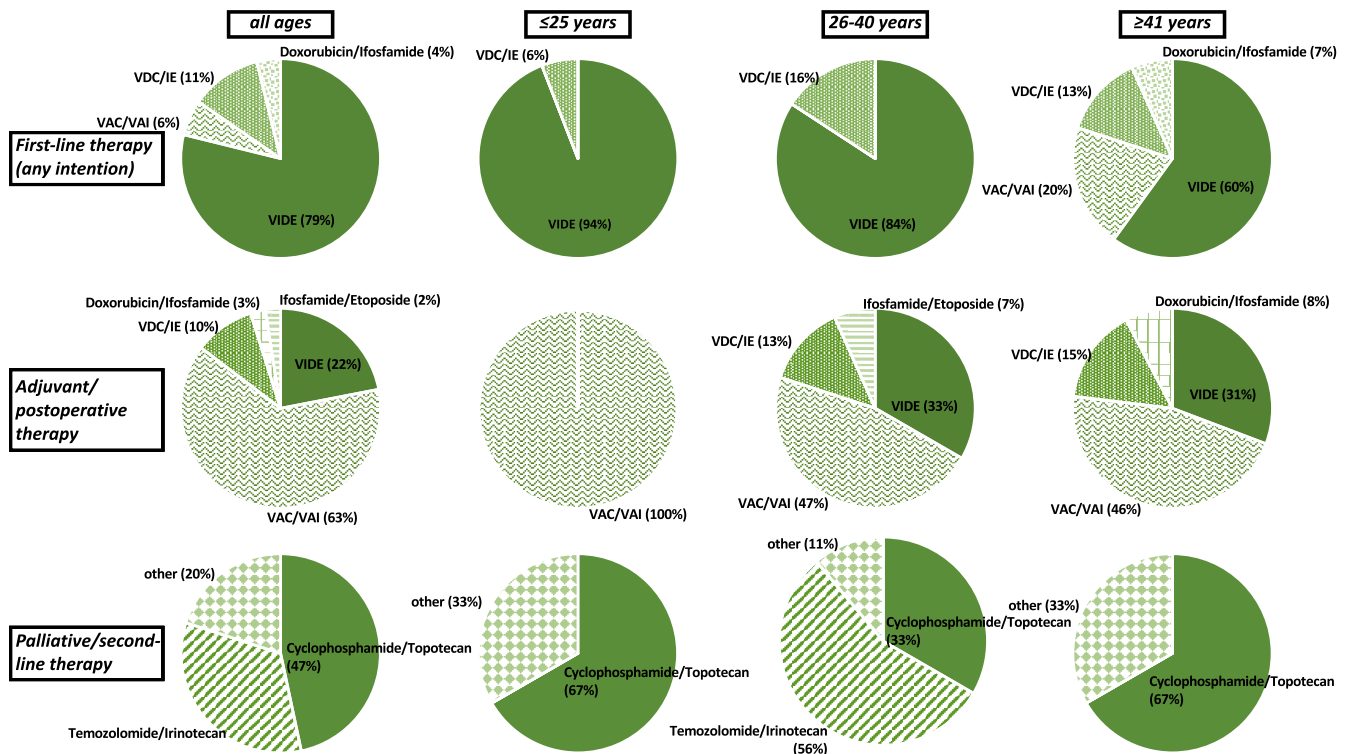 all ages
≤25 years
26-40 years
≥41 years
First-line therapy
(any intention)
Doxorubicin/Ifosfamide (4%)
VDC/IE (11%)
VAC/VAI (6%)
VIDE (79%)
VDC/IE (6%)
VIDE (94%)
VDC/IE (16%)
VIDE (84%)
Doxorubicin/Ifosfamide (7%)
VDC/IE (13%)
VAC/VAI (20%)
VIDE (60%)
Adjuvant/
postoperative
therapy
Doxorubicin/Ifosfamide (3%)
Ifosfamide/Etoposide (2%)
VDC/IE (10%)
VIDE (22%)
VAC/VAI (63%)
VAC/VAI (100%)
Ifosfamide/Etoposide (7%)
VDC/IE (13%)
VIDE (33%)
VAC/VAI (47%)
Doxorubicin/Ifosfamide (8%)
VDC/IE (15%)
VIDE (31%)
VAC/VAI (46%)
Palliative/second-
line therapy
other (20%)
Cyclophosphamide/Topotecan
(47%)
Temozolomide/Irinotecan
other (33%)
Cyclophosphamide/Topotecan
(67%)
other (11%)
Cyclophosphamide/Topotecan
(33%)
Temozolomide/Irinotecan
(56%)
other (33%)
Cyclophosphamide/Topotecan
(67%)